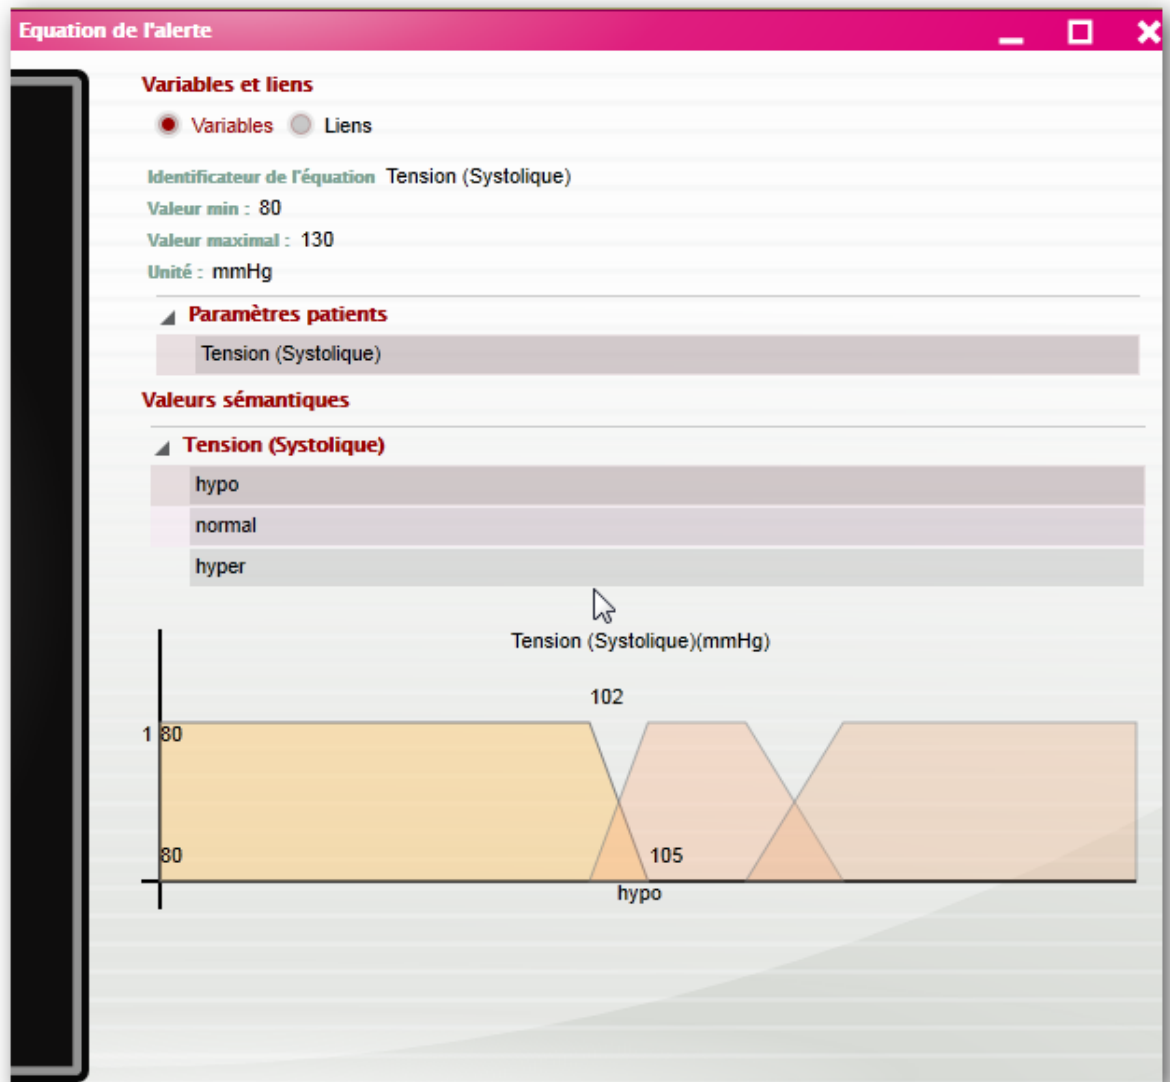 Equation de l'alerte
Variables et liens
Variables Liens
Identificateur de l'équation Tension (Systolique)
Valeur min : 80
Valeur maximal : 130
Unité : mmHg
Paramètres patients
Tension (Systolique)
Valeurs sémantiques
Tension (Systolique)
hypo
normal
hyper
Tension (Systolique)(mmHg)
102
1 80
80 105
hypo